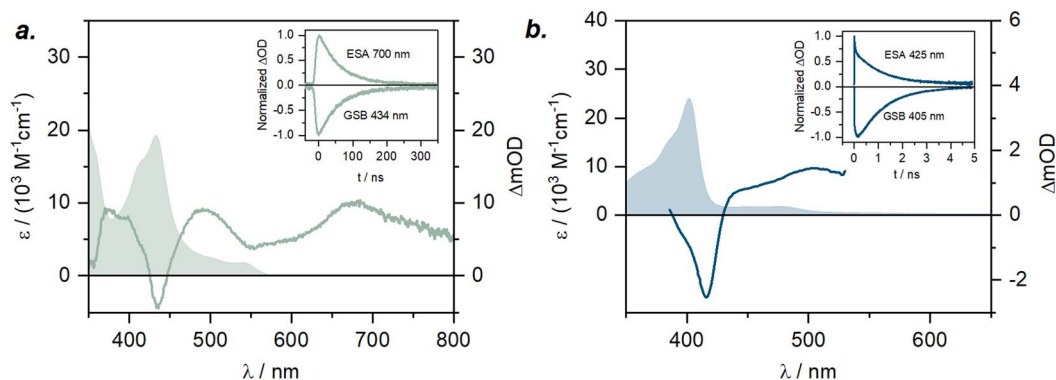 a.
ε / (10³ M⁻¹cm⁻¹)
30
20
10
0
400 500 600 700 800
λ / nm
30
20
10
0
ΔmOD
Normalized ΔOD
1.0
0.5
0.0
-0.5
-1.0
ESA 700 nm
GSB 434 nm
0 100 200 300
t / ns
b.
ε / (10³ M⁻¹cm⁻¹)
40
30
20
10
0
400 500 600
λ / nm
6
4
2
0
-2
ΔmOD
Normalized ΔOD
1.0
0.5
0.0
-0.5
-1.0
ESA 425 nm
GSB 405 nm
0 1 2 3 4 5
t / ns